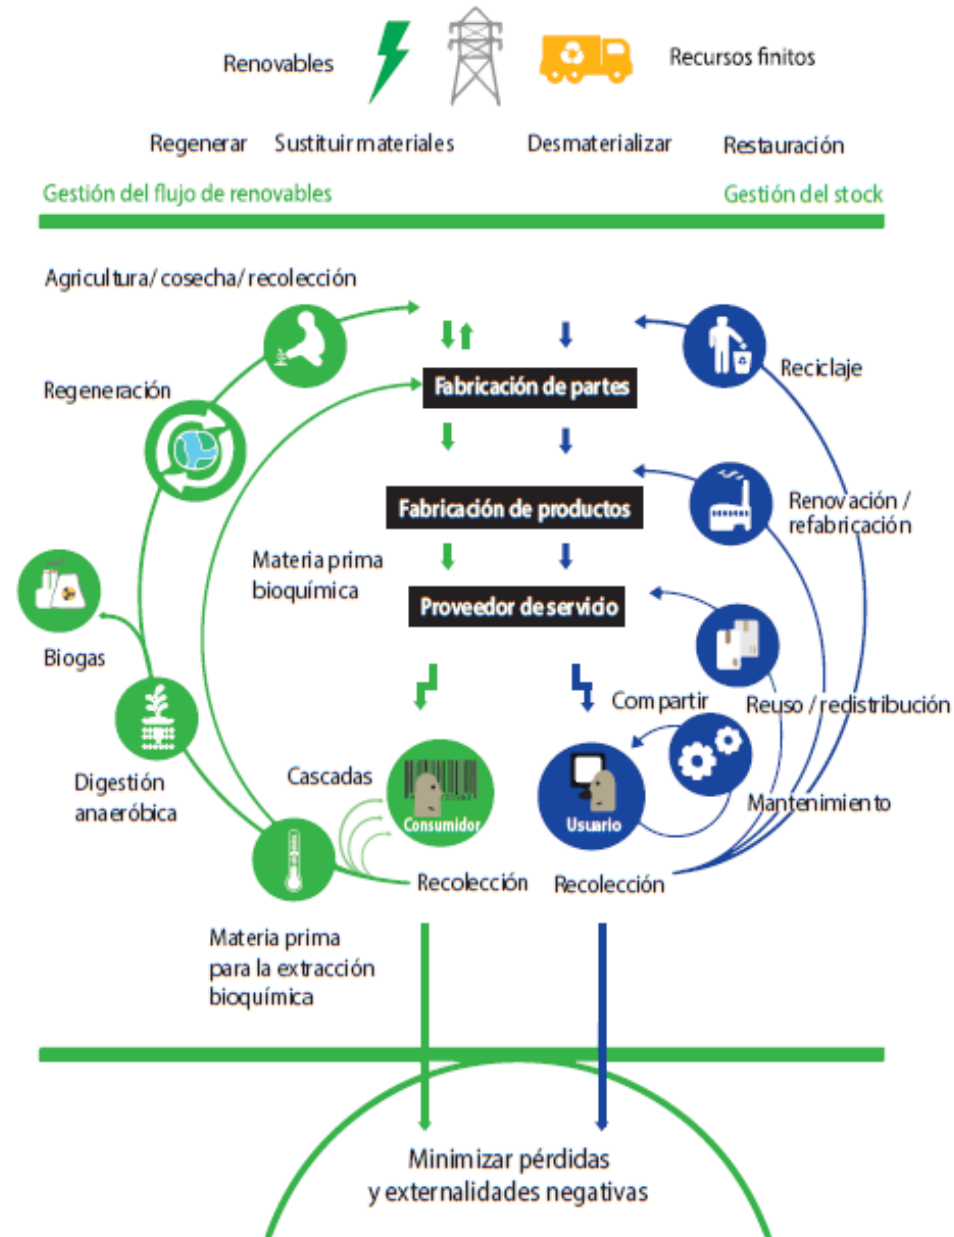 Renovables
Recursos finitos
Regenerar
Sustituir materiales
Desmaterializar
Restauración
Gestión del flujo de renovables
Gestión del stock
Agricultura/ cosecha/ recolección
Regeneración
Reciclaje
Fabricación de partes
Fabricación de productos
Renovación /
refabricación
Materia prima
bioquímica
Proveedor de servicio
Biogas
Compartir
Reuso / redistribución
Digestión
anaeróbica
Cascadas
Consumidor
Usuario
Mantenimiento
Recolección
Recolección
Materia prima
para la extracción
bioquímica
Minimizar pérdidas
y externalidades negativas